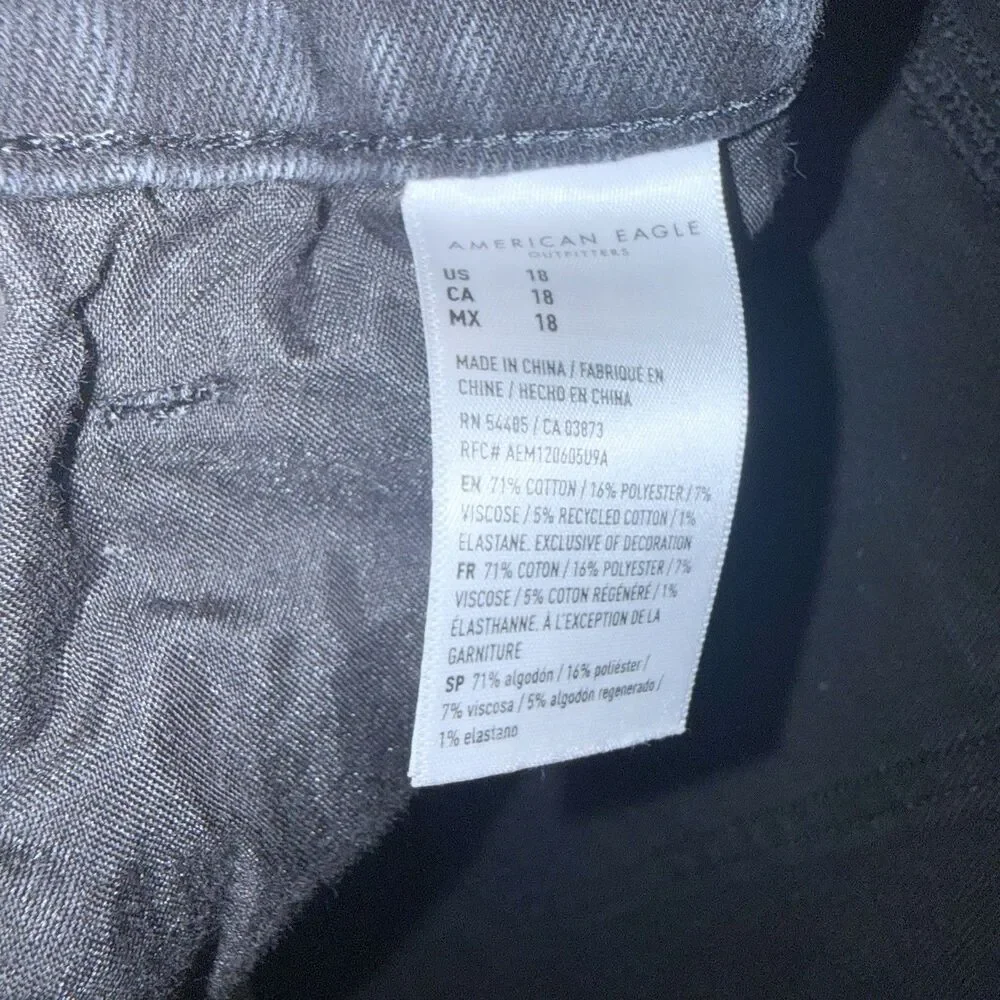 AMERICAN EAGLE
OUTFITTERS
US 18
CA 18
MX 18
MADE IN CHINA / FABRIQUÉ EN
CHINE / HECHO EN CHINA
RN 54485 / CA 03873
RFC# AEM120605U9A
EN 71% COTTON / 16% POLYESTER / 7%
VISCOSE / 5% RECYCLED COTTON / 1%
ELASTANE. EXCLUSIVE OF DECORATION
FR 71% COTON / 16% POLYESTER / 7%
VISCOSE / 5% COTON RÉGÉNÉRÉ / 1%
ÉLASTHANNE. À L'EXCEPTION DE LA
GARNITURE
SP 71% algodón / 16% poliéster /
7% viscosa / 5% algodón regenerado /
1% elastano